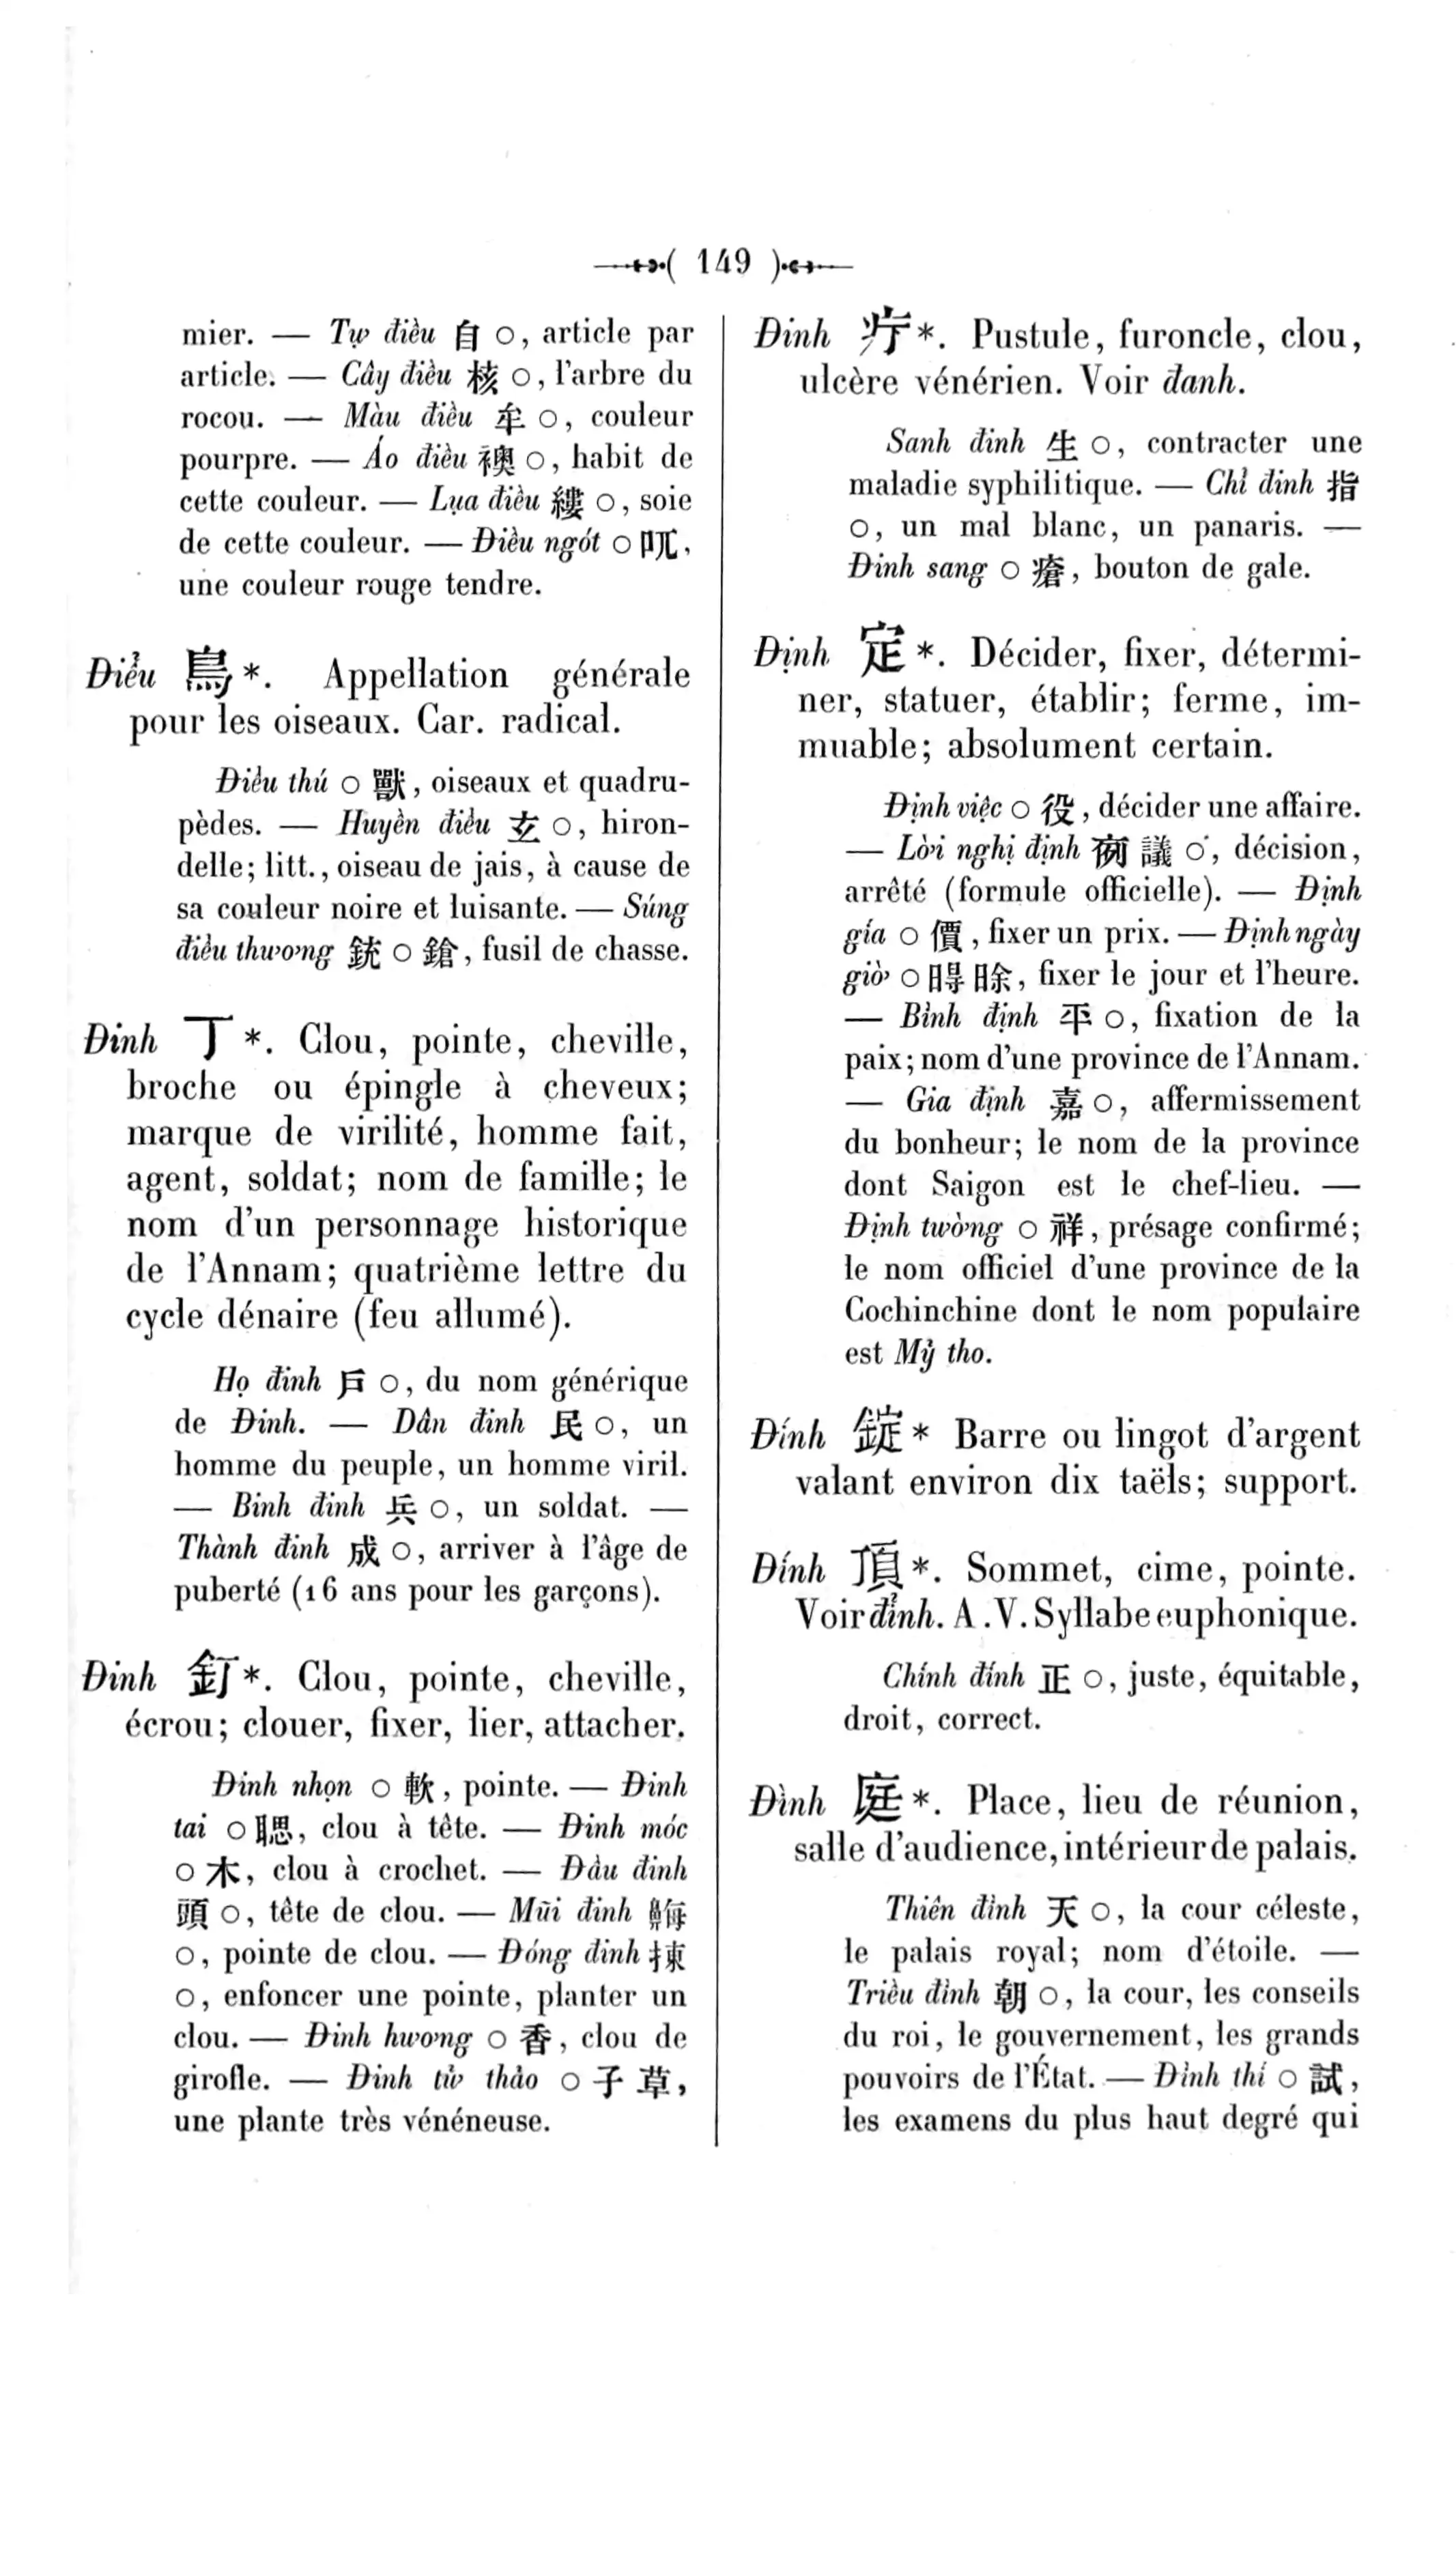 ( 149 )
mier. — Tự điều 自 ○, article par
article. — Cây điều 核 ○, l'arbre du
rocou. — Màu điều 牟 ○, couleur
pourpre. — Áo điều 襖 ○, habit de
cette couleur. — Lụa điều 縷 ○, soie
de cette couleur. — Điều ngót ○ 吪,
une couleur rouge tendre.
Điểu 鳥 *. Appellation générale
pour les oiseaux. Car. radical.
Điểu thú ○ 獸, oiseaux et quadru-
pèdes. — Huyền điểu 玄 ○, hiron-
delle; litt., oiseau de jais, à cause de
sa couleur noire et luisante. — Súng
điểu thương 銃 ○ 鎗, fusil de chasse.
Đinh 丁 *. Clou, pointe, cheville,
broche ou épingle à cheveux;
marque de virilité, homme fait,
agent, soldat; nom de famille; le
nom d'un personnage historique
de l'Annam; quatrième lettre du
cycle dénaire (feu allumé).
Họ đinh 戶 ○, du nom générique
de Đinh. — Dân đinh 民 ○, un
homme du peuple, un homme viril.
— Binh đinh 兵 ○, un soldat. —
Thành đinh 成 ○, arriver à l'âge de
puberté (16 ans pour les garçons).
Đinh 釘 *. Clou, pointe, cheville,
écrou; clouer, fixer, lier, attacher.
Đinh nhọn ○ 軟, pointe. — Đinh
tai ○ 聰, clou à tête. — Đinh móc
○ 木, clou à crochet. — Đầu đinh
頭 ○, tête de clou. — Mũi đinh
○, pointe de clou. — Đóng đinh 揀
○, enfoncer une pointe, planter un
clou. — Đinh hương ○ 香, clou de
girofle. — Đinh tử thảo ○ 子 草,
une plante très vénéneuse.
Đinh 疔 *. Pustule, furoncle, clou,
ulcère vénérien. Voir đanh.
Sanh đinh 生 ○, contracter une
maladie syphilitique. — Chỉ đinh 指
○, un mal blanc, un panaris. —
Đinh sang ○ 瘡, bouton de gale.
Định 定 *. Décider, fixer, détermi-
ner, statuer, établir; ferme, im-
muable; absolument certain.
Định việc ○ 役, décider une affaire.
— Lời nghị định 議 ○, décision,
arrêté (formule officielle). — Định
gía ○ 價, fixer un prix. — Định ngày
giờ ○, fixer le jour et l'heure.
— Bình định 平 ○, fixation de la
paix; nom d'une province de l'Annam.
— Gia định 嘉 ○, affermissement
du bonheur; le nom de la province
dont Saigon est le chef-lieu. —
Định tường ○ 祥, présage confirmé;
le nom officiel d'une province de la
Cochinchine dont le nom populaire
est Mỹ tho.
Đính 錠 * Barre ou lingot d'argent
valant environ dix taëls; support.
Đính 頂 *. Sommet, cime, pointe.
Voir đỉnh. A. V. Syllabe euphonique.
Chính đính 正 ○, juste, équitable,
droit, correct.
Đình 庭 *. Place, lieu de réunion,
salle d'audience, intérieur de palais.
Thiên đình 天 ○, la cour céleste,
le palais royal; nom d'étoile. —
Triều đình 朝 ○, la cour, les conseils
du roi, le gouvernement, les grands
pouvoirs de l'État. — Đình thí ○ 試,
les examens du plus haut degré qui